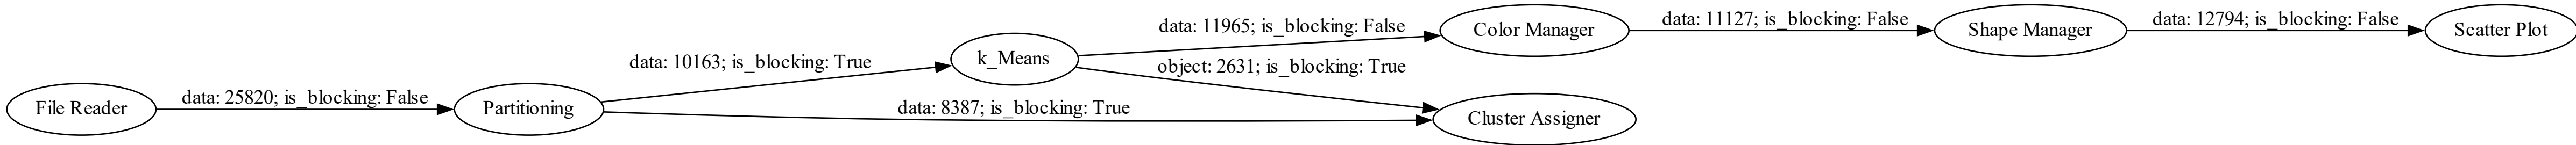 File Reader
data: 25820; is_blocking: False
Partitioning
data: 10163; is_blocking: True
data: 8387; is_blocking: True
k_Means
data: 11965; is_blocking: False
object: 2631; is_blocking: True
Color Manager
Cluster Assigner
data: 11127; is_blocking: False
Shape Manager
data: 12794; is_blocking: False
Scatter Plot